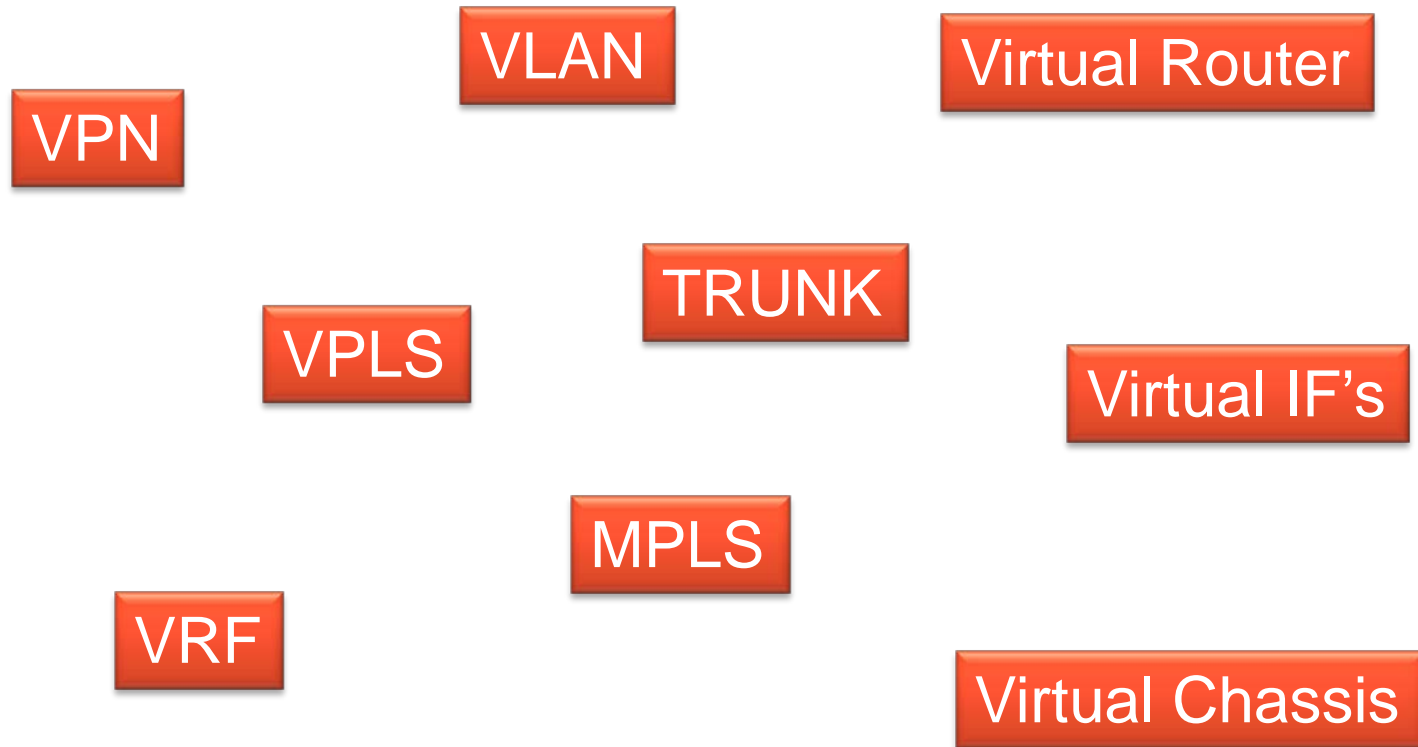 VLAN
Virtual Router
VPN
TRUNK
VPLS
Virtual IF’s
MPLS
VRF
Virtual Chassis